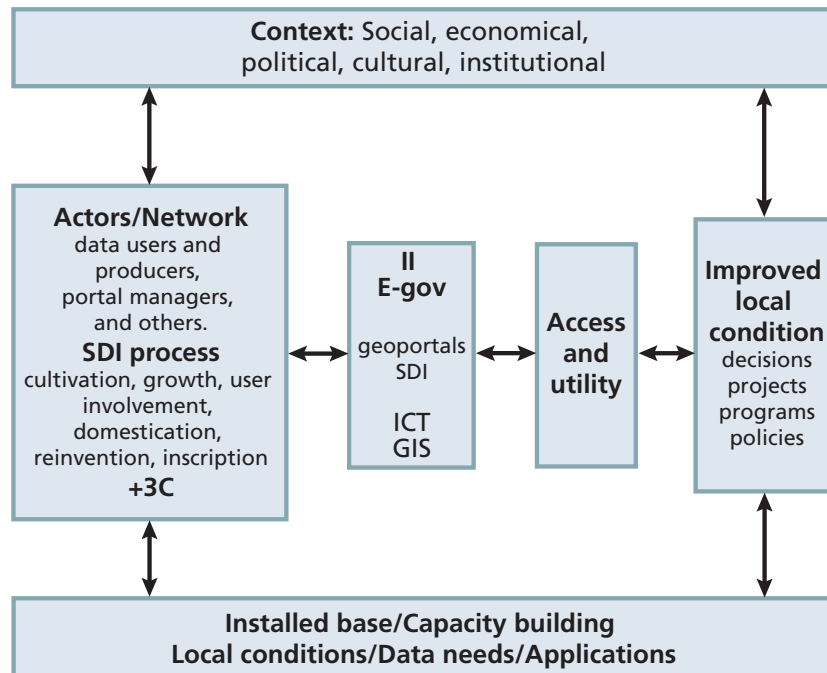 Context: Social, economical,
political, cultural, institutional
Actors/Network
data users and
producers,
portal managers,
and others.
SDI process
cultivation, growth, user
involvement,
domestication,
reinvention, inscription
+3C
II
E-gov
geoportals
SDI
ICT
GIS
Access
and
utility
Improved
local
condition
decisions
projects
programs
policies
Installed base/Capacity building
Local conditions/Data needs/Applications